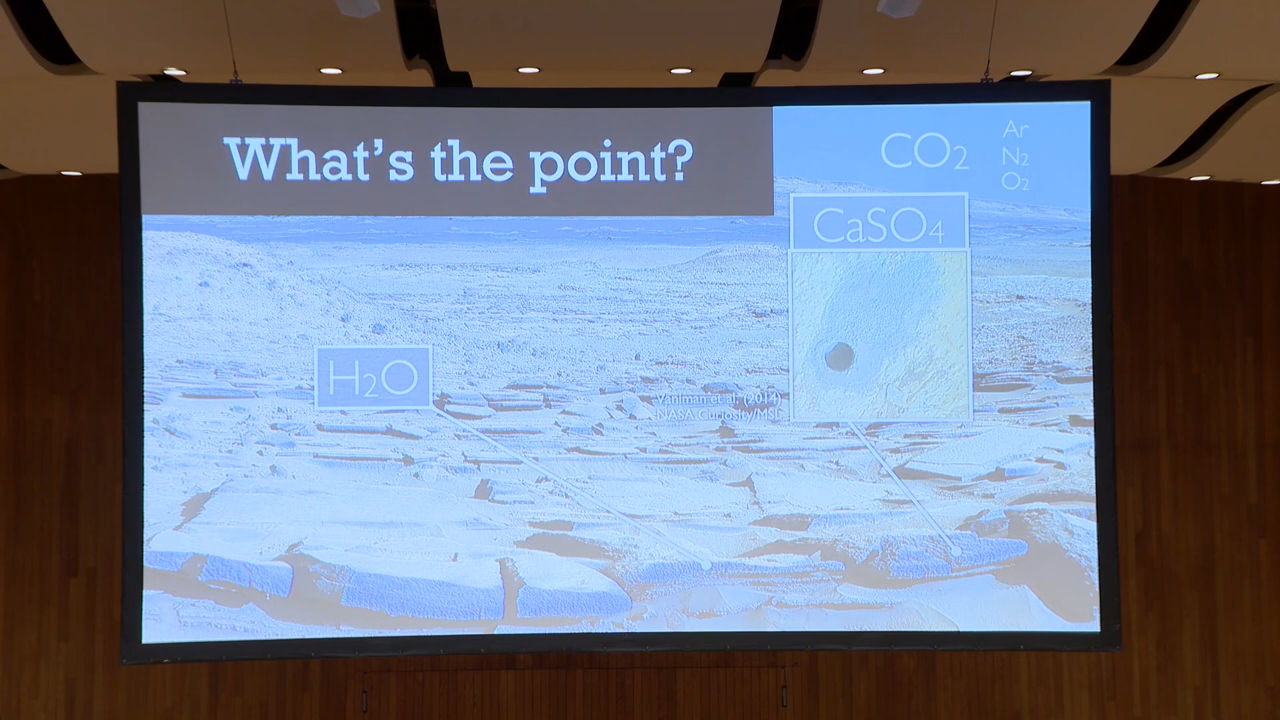 What's the point?
CO₂
Ar
N₂
O₂
CaSO₄
H₂O
Vaniman et al. (2014)
NASA Curiosity/MSL